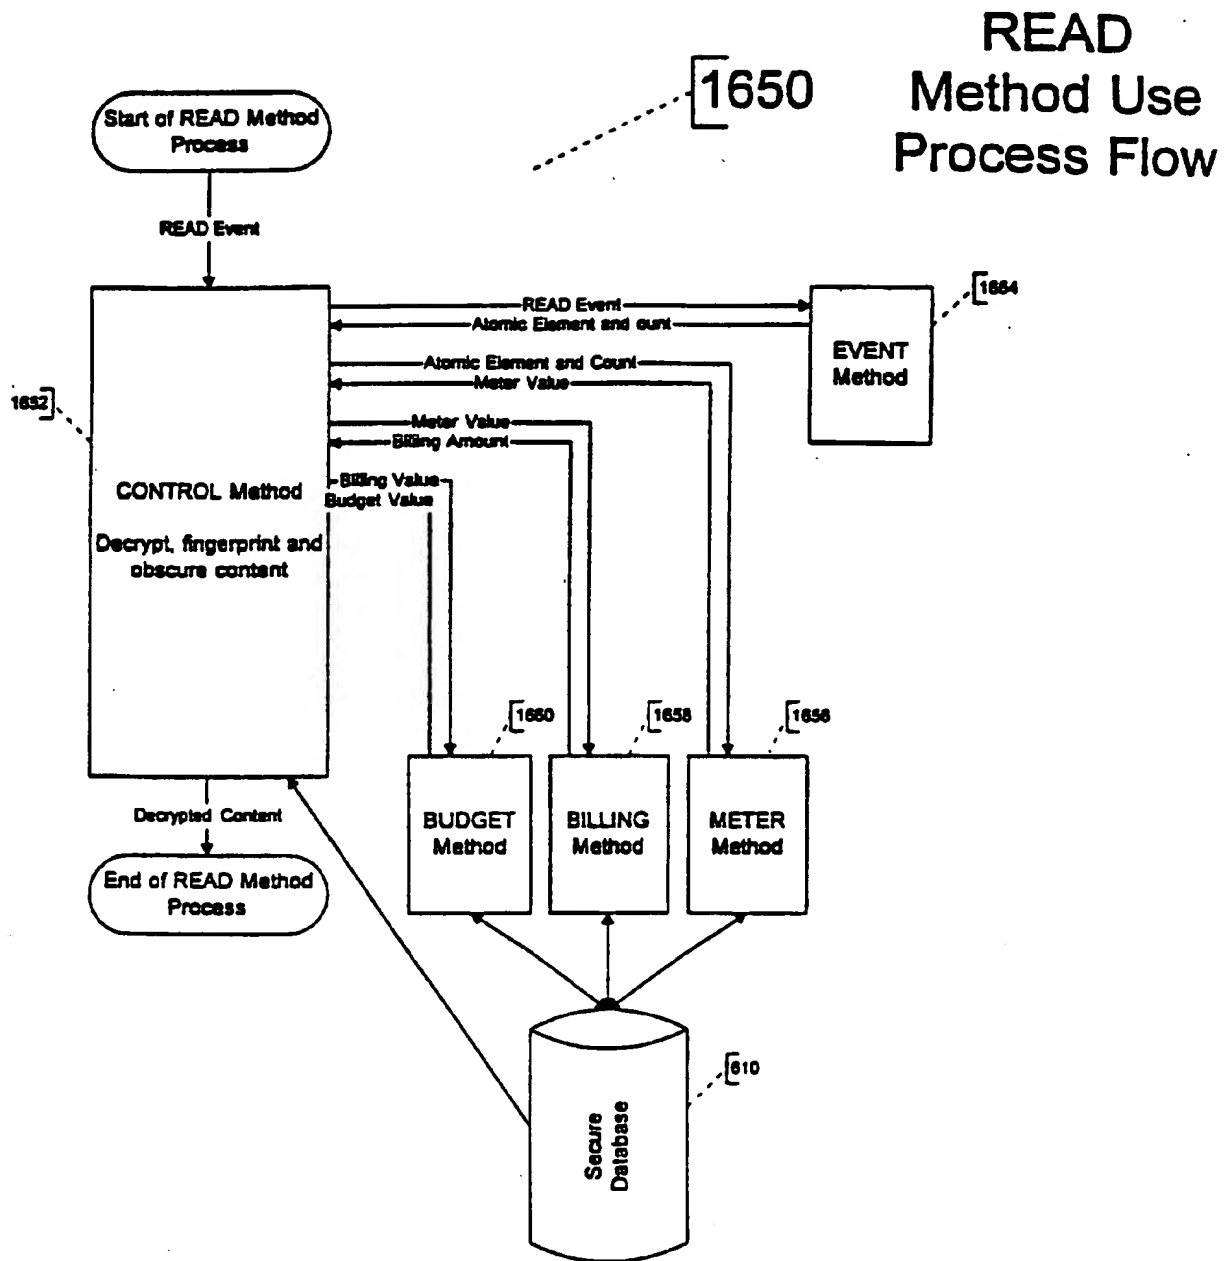 READ
Method Use
Process Flow
1650
Start of READ Method
Process
READ Event
READ Event
Atomic Element and ount
1654
EVENT
Method
Atomic Element and Count
Meter Value
1652
Meter Value
Billing Amount
Billing Value
Budget Value
CONTROL Method
Decrypt, fingerprint and
obscure content
1660
1658
1656
BUDGET
Method
BILLING
Method
METER
Method
Decrypted Content
End of READ Method
Process
610
Secure
Database